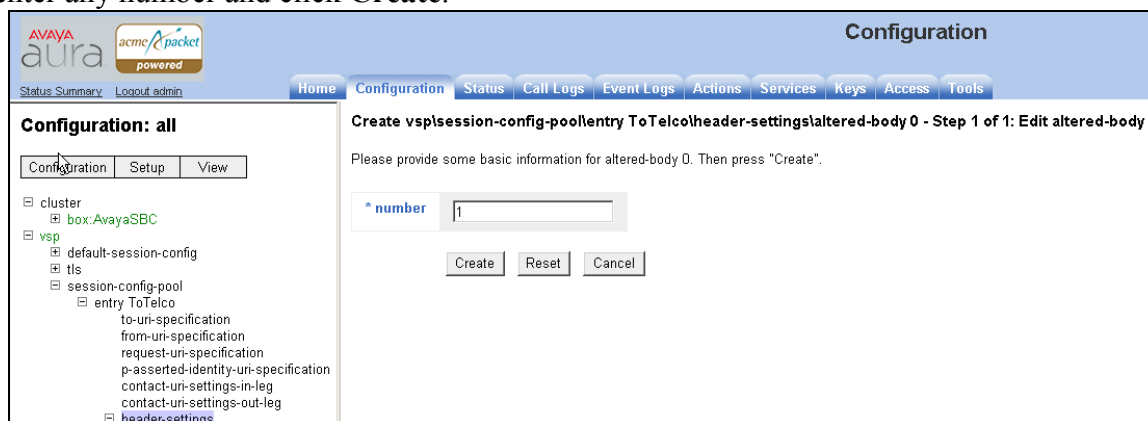 enter any number and click Create.
AVAYA
aura
acme packet
powered
Configuration
Status Summary Logout admin
Home Configuration Status Call Logs Event Logs Actions Services Keys Access Tools
Configuration: all
Configuration Setup View
cluster
box:AvayaSBC
vsp
default-session-config
tls
session-config-pool
entry ToTelco
to-uri-specification
from-uri-specification
request-uri-specification
p-asserted-identity-uri-specification
contact-uri-settings-in-leg
contact-uri-settings-out-leg
header-settings
Create vsp\session-config-pool\entry ToTelco\header-settings\altered-body 0 - Step 1 of 1: Edit altered-body
Please provide some basic information for altered-body 0. Then press "Create".
* number 1
Create Reset Cancel